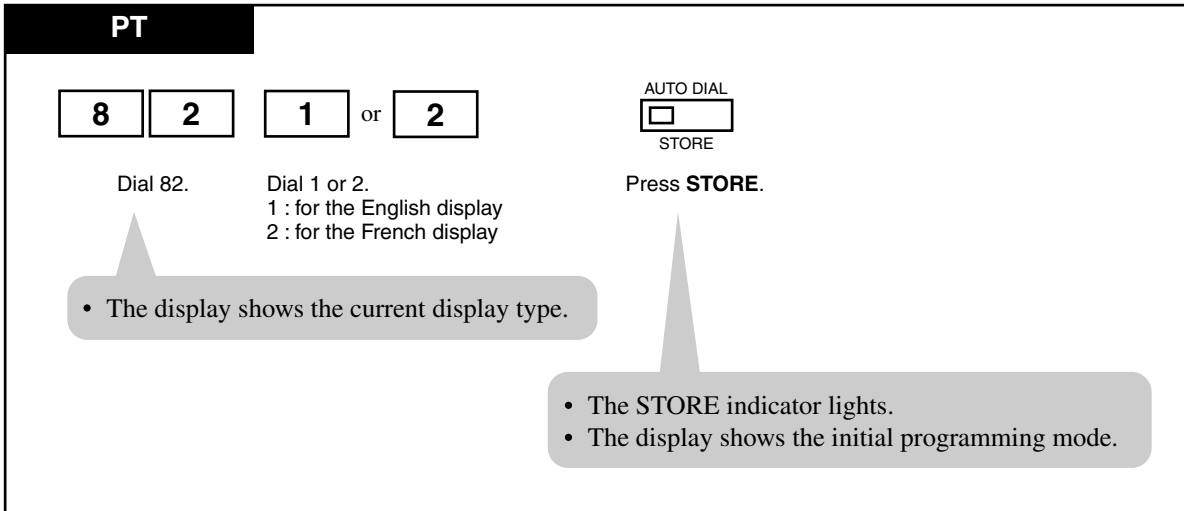 PT
8 2 1 or 2
AUTO DIAL
STORE
Dial 82.
Dial 1 or 2.
1 : for the English display
2 : for the French display
Press STORE.
• The display shows the current display type.
• The STORE indicator lights.
• The display shows the initial programming mode.